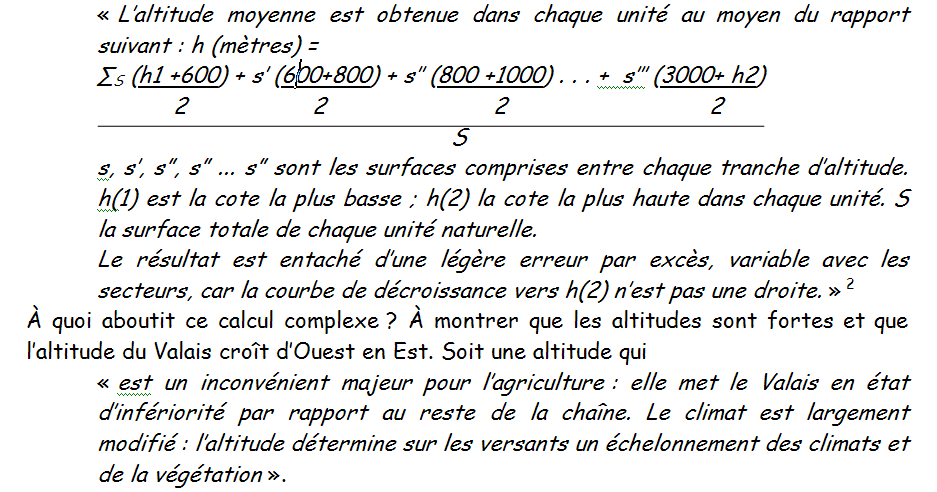 « L'altitude moyenne est obtenue dans chaque unité au moyen du rapport
suivant : h (mètres) =
∑s (h1 +600) + s' (600+800) + s" (800 +1000) . . . + s"' (3000+ h2)
2 2 2 2
S
s, s', s", s" ... s" sont les surfaces comprises entre chaque tranche d'altitude.
h(1) est la cote la plus basse ; h(2) la cote la plus haute dans chaque unité. S
la surface totale de chaque unité naturelle.
Le résultat est entaché d'une légère erreur par excès, variable avec les
secteurs, car la courbe de décroissance vers h(2) n'est pas une droite. » 2
À quoi aboutit ce calcul complexe ? À montrer que les altitudes sont fortes et que
l'altitude du Valais croît d'Ouest en Est. Soit une altitude qui
« est un inconvénient majeur pour l'agriculture : elle met le Valais en état
d'infériorité par rapport au reste de la chaîne. Le climat est largement
modifié : l'altitude détermine sur les versants un échelonnement des climats et
de la végétation ».